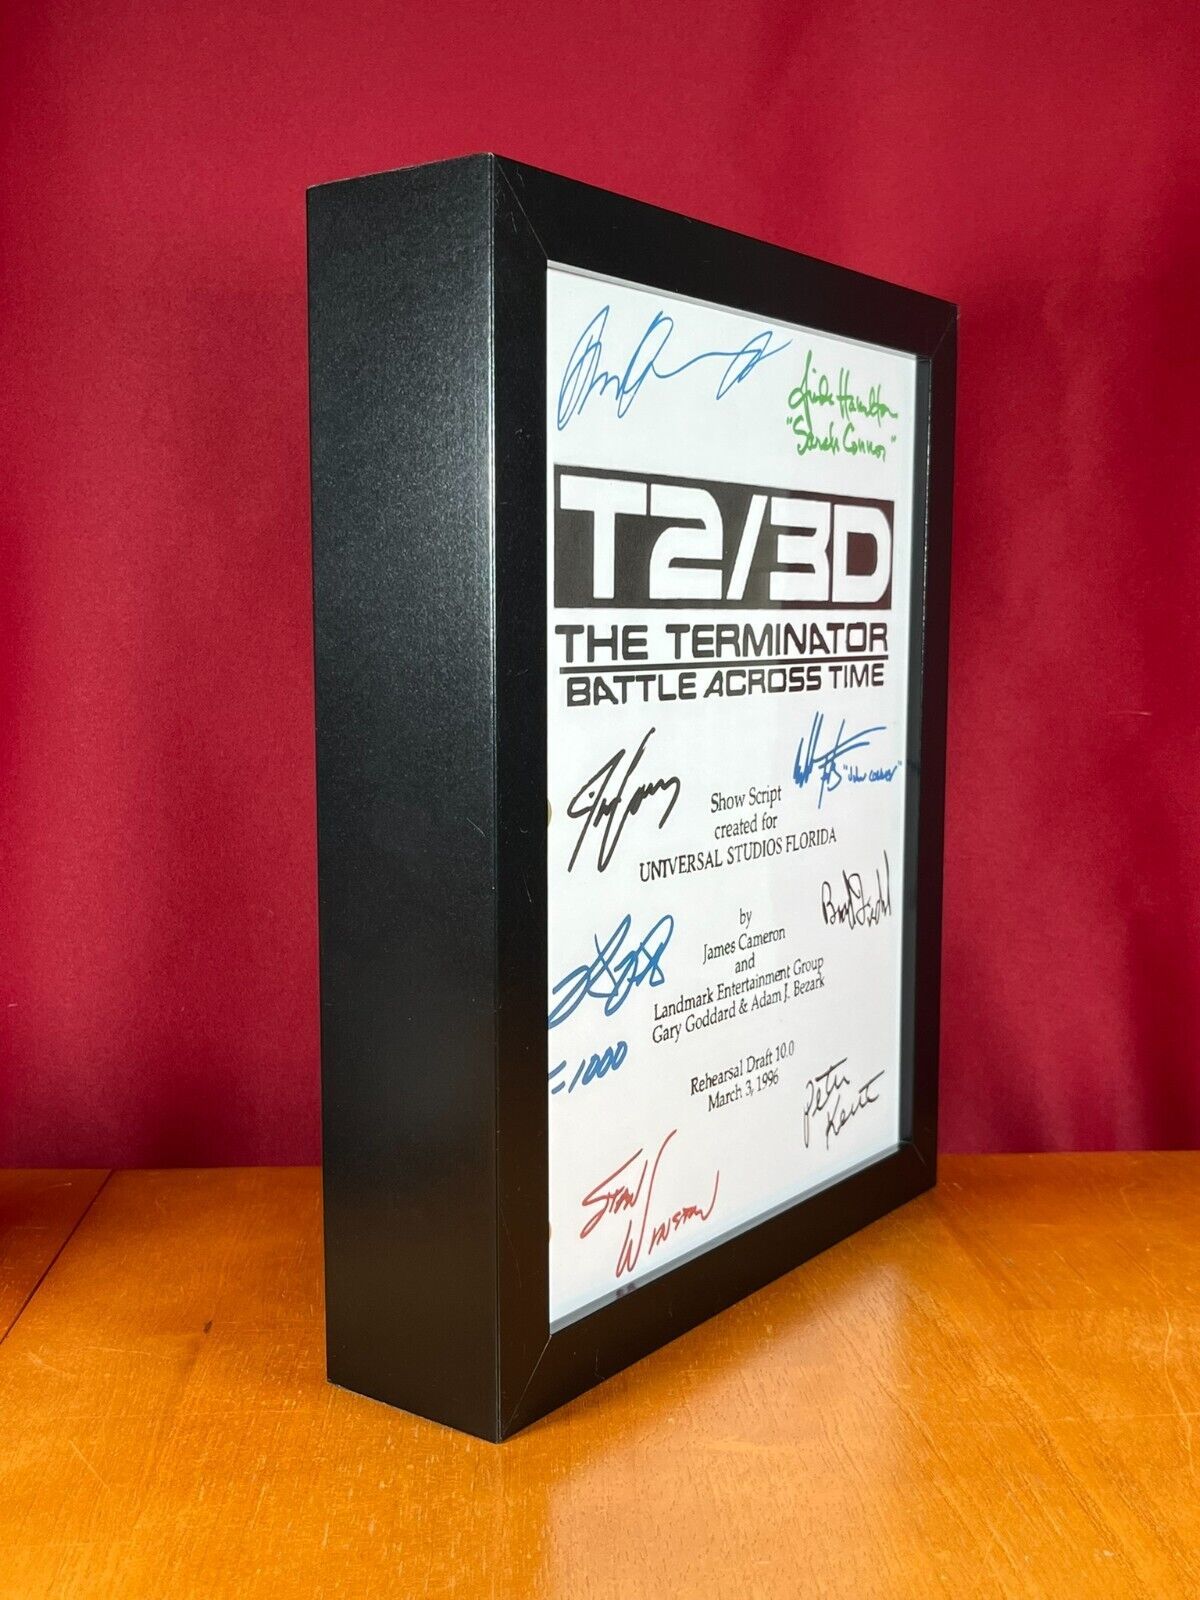 Linda Hamilton
"Sarah Connor"
T2/3D
THE TERMINATOR
BATTLE ACROSS TIME
"John Connor"
Show Script
created for
UNIVERSAL STUDIOS FLORIDA
by
James Cameron
and
Landmark Entertainment Group
Gary Goddard & Adam J. Bezark
Brad Fiedel
-1000
Rehearsal Draft 10.0
March 3, 1996
Peter
Kent
Stan
Winston